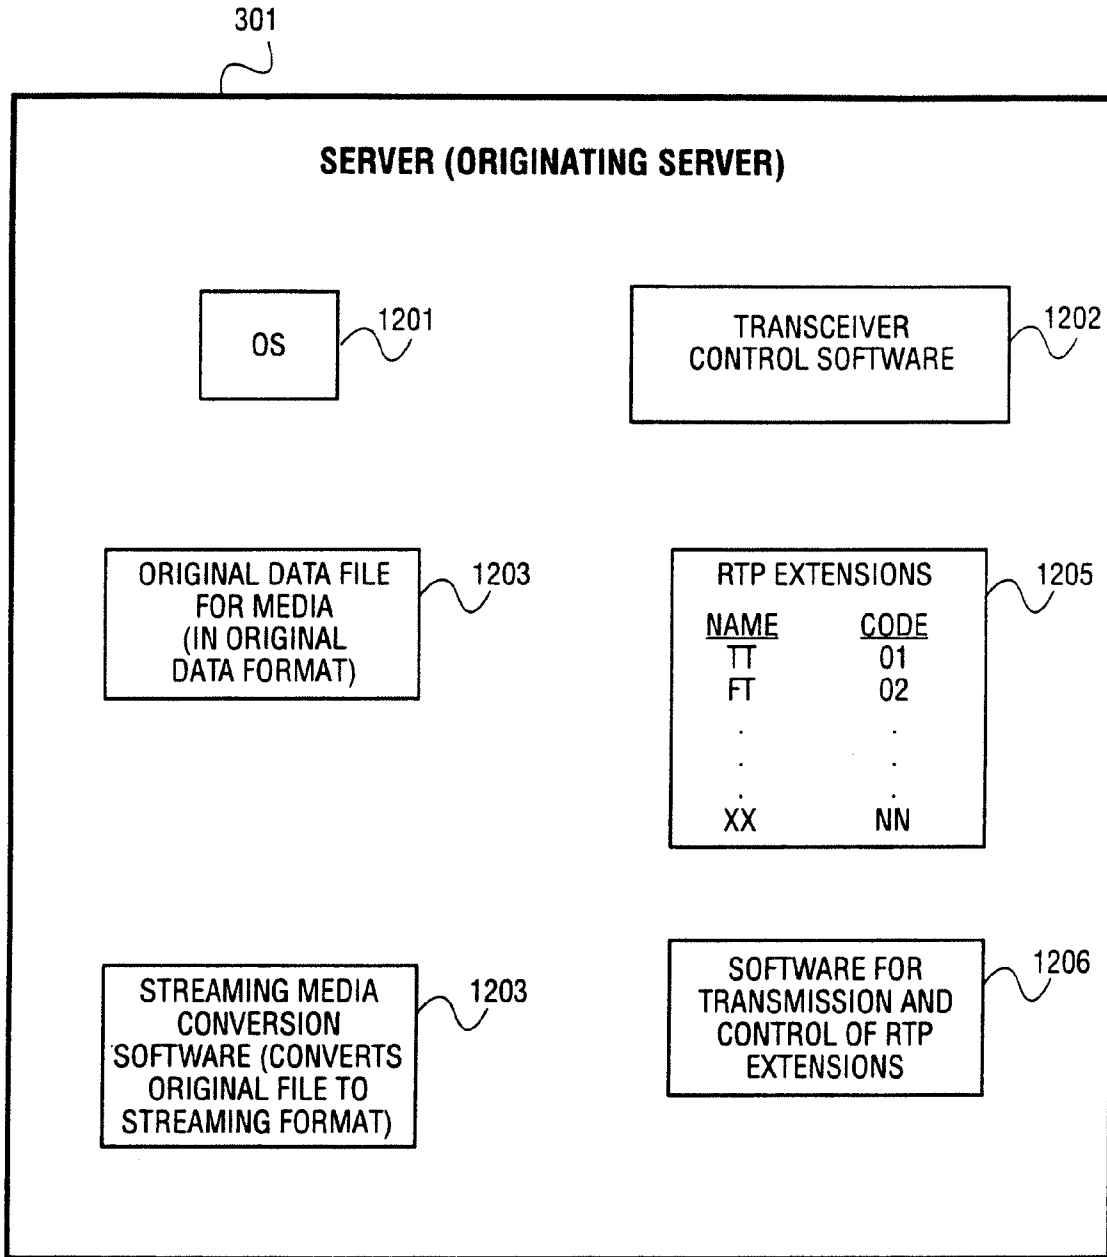 301
SERVER (ORIGINATING SERVER)
OS
1201
TRANSCEIVER
CONTROL SOFTWARE
1202
ORIGINAL DATA FILE
FOR MEDIA
(IN ORIGINAL
DATA FORMAT)
1203
RTP EXTENSIONS
NAME CODE
TT 01
FT 02
. .
. .
. .
XX NN
1205
STREAMING MEDIA
CONVERSION
SOFTWARE (CONVERTS
ORIGINAL FILE TO
STREAMING FORMAT)
1203
SOFTWARE FOR
TRANSMISSION AND
CONTROL OF RTP
EXTENSIONS
1206